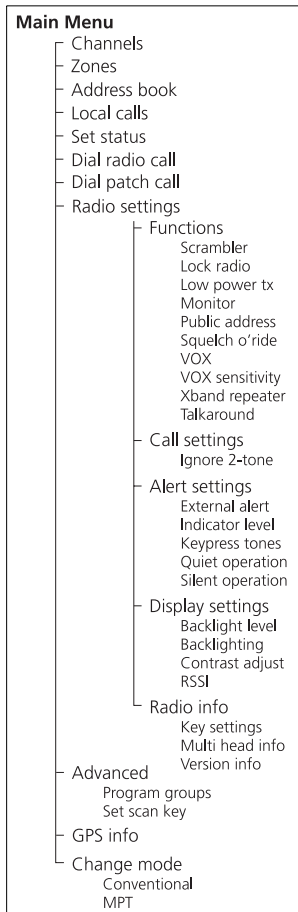 Main Menu
Channels
Zones
Address book
Local calls
Set status
Dial radio call
Dial patch call
Radio settings
Functions
Scrambler
Lock radio
Low power tx
Monitor
Public address
Squelch o'ride
VOX
VOX sensitivity
Xband repeater
Talkaround
Call settings
Ignore 2-tone
Alert settings
External alert
Indicator level
Keypress tones
Quiet operation
Silent operation
Display settings
Backlight level
Backlighting
Contrast adjust
RSSI
Radio info
Key settings
Multi head info
Version info
Advanced
Program groups
Set scan key
GPS info
Change mode
Conventional
MPT